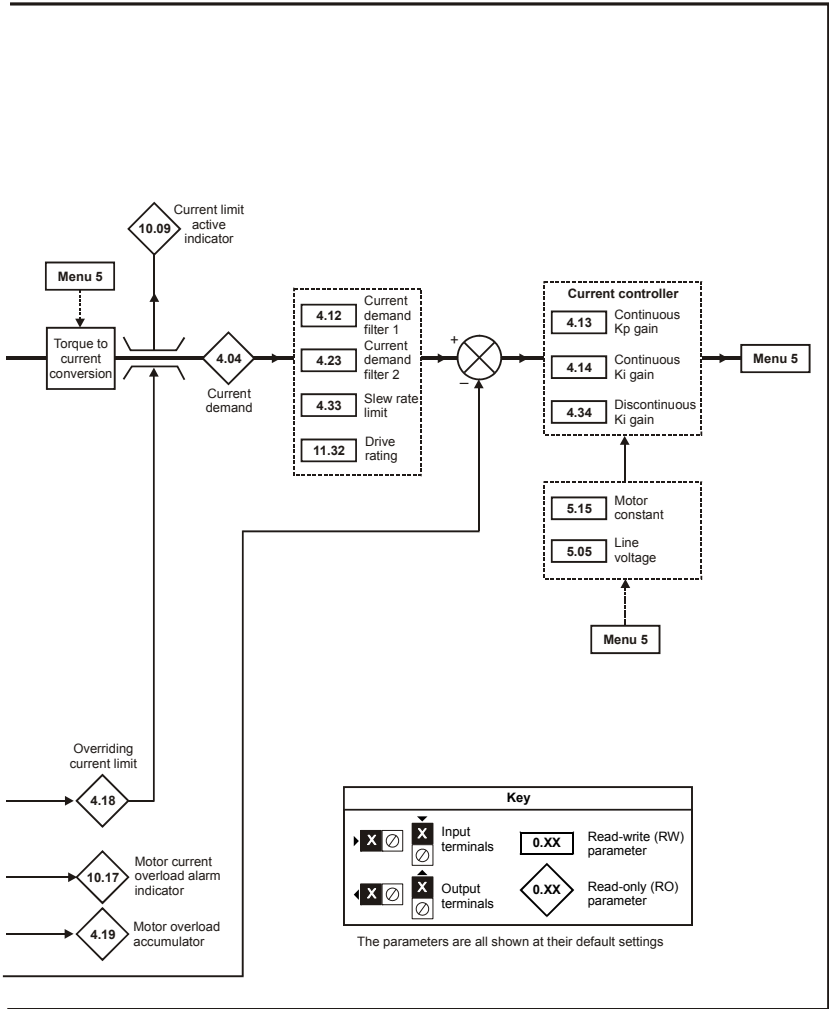 10.09
Current limit
active
indicator
Menu 5
Torque to
current
conversion
4.04
Current
demand
4.12
Current
demand
filter 1
4.23
Current
demand
filter 2
4.33
Slew rate
limit
11.32
Drive
rating
+
–
Current controller
4.13
Continuous
Kp gain
4.14
Continuous
Ki gain
4.34
Discontinuous
Ki gain
Menu 5
5.15
Motor
constant
5.05
Line
voltage
Menu 5
Overriding
current limit
4.18
10.17
Motor current
overload alarm
indicator
4.19
Motor overload
accumulator
Key
X
X
Input
terminals
0.XX
Read-write (RW)
parameter
X
X
Output
terminals
0.XX
Read-only (RO)
parameter
The parameters are all shown at their default settings